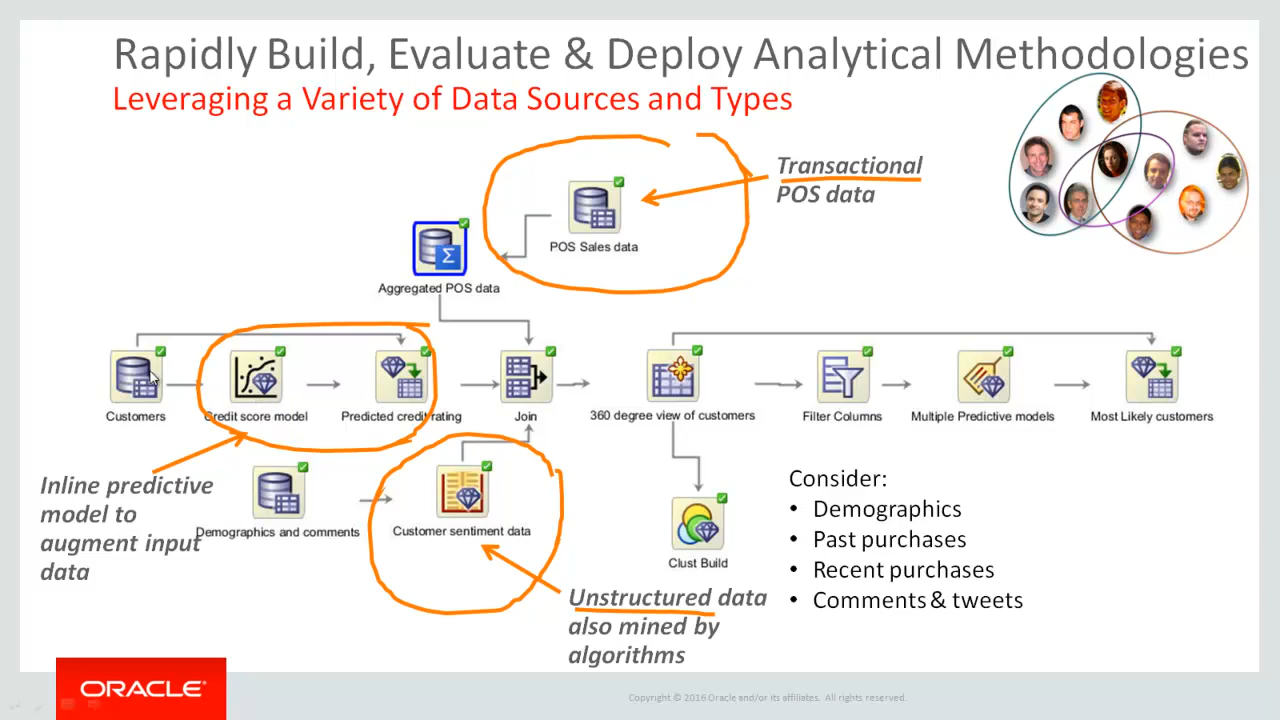 Rapidly Build, Evaluate & Deploy Analytical Methodologies
Leveraging a Variety of Data Sources and Types
Transactional
POS data
POS Sales data
Σ
Aggregated POS data
Customers
Credit score model
Predicted credit rating
Join
360 degree view of customers
Filter Columns
Multiple Predictive models
Most Likely customers
Inline predictive
model to
augment input
data
Demographics and comments
Customer sentiment data
Clust Build
Unstructured data
also mined by
algorithms
Consider:
• Demographics
• Past purchases
• Recent purchases
• Comments & tweets
ORACLE®
Copyright © 2016 Oracle and/or its affiliates. All rights reserved.